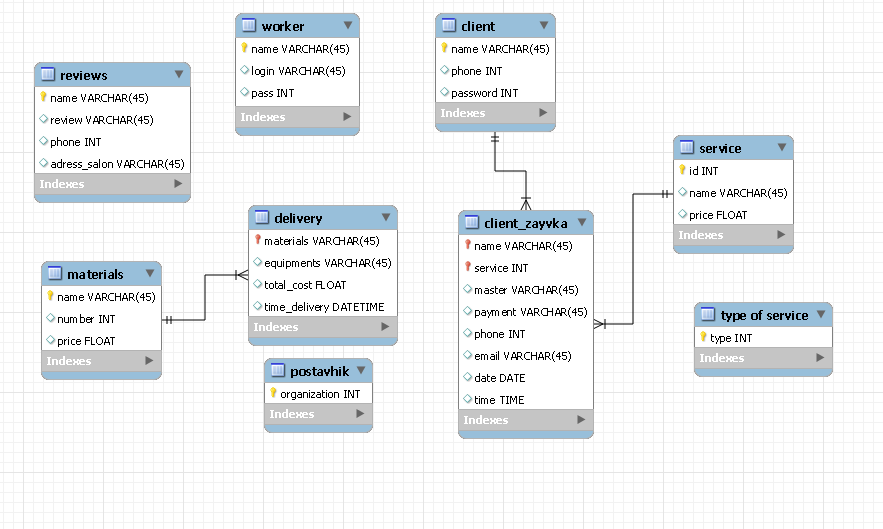 worker
name VARCHAR(45)
login VARCHAR(45)
pass INT
Indexes
client
name VARCHAR(45)
phone INT
password INT
Indexes
reviews
name VARCHAR(45)
review VARCHAR(45)
phone INT
adress_salon VARCHAR(45)
Indexes
service
id INT
name VARCHAR(45)
price FLOAT
Indexes
delivery
materials VARCHAR(45)
equipments VARCHAR(45)
total_cost FLOAT
time_delivery DATETIME
Indexes
client_zayvka
name VARCHAR(45)
service INT
master VARCHAR(45)
payment VARCHAR(45)
phone INT
email VARCHAR(45)
date DATE
time TIME
Indexes
materials
name VARCHAR(45)
number INT
price FLOAT
Indexes
type of service
type INT
Indexes
postavhik
organization INT
Indexes